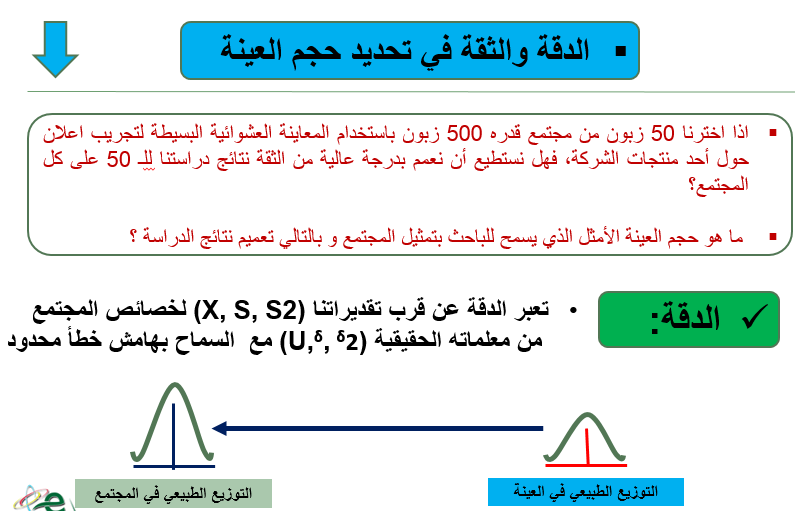 ▪ الدقة والثقة في تحديد حجم العينة
▪ اذا اخترنا 50 زبون من مجتمع قدره 500 زبون باستخدام المعاينة العشوائية البسيطة لتجريب اعلان
حول أحد منتجات الشركة، فهل نستطيع أن نعمم بدرجة عالية من الثقة نتائج دراستنا للـ 50 على كل
المجتمع؟
▪ ما هو حجم العينة الأمثل الذي يسمح للباحث بتمثيل المجتمع و بالتالي تعميم نتائج الدراسة ؟
✓ الدقة:
• تعبر الدقة عن قرب تقديراتنا (X, S, S2) لخصائص المجتمع
من معلماته الحقيقية (U,δ, δ2) مع السماح بهامش خطأ محدود
التوزيع الطبيعي في العينة
التوزيع الطبيعي في المجتمع